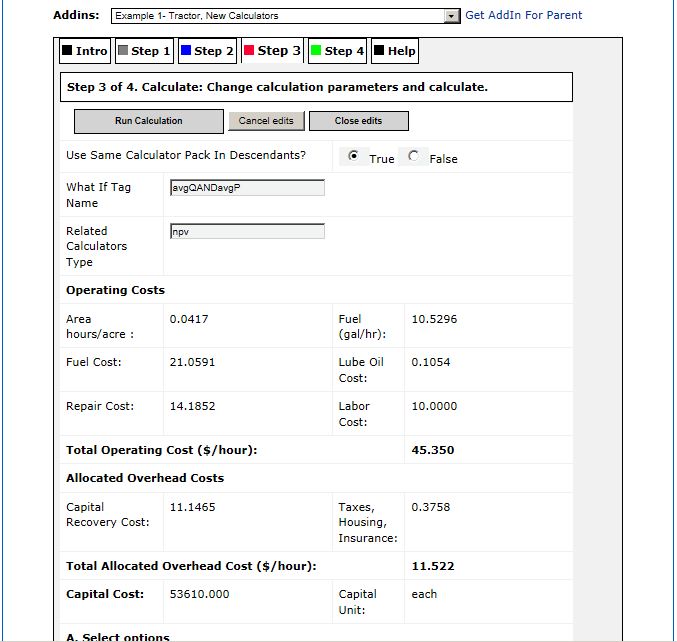 Addins: Example 1- Tractor, New Calculators Get AddIn For Parent
Intro Step 1 Step 2 Step 3 Step 4 Help
Step 3 of 4. Calculate: Change calculation parameters and calculate.
Run Calculation Cancel edits Close edits
Use Same Calculator Pack In Descendants? True False
What If Tag
Name
avgQANDavgP
Related
Calculators
Type
npv
Operating Costs
Area
hours/acre :
0.0417
Fuel
(gal/hr):
10.5296
Fuel Cost: 21.0591
Lube Oil
Cost:
0.1054
Repair Cost: 14.1852
Labor
Cost:
10.0000
Total Operating Cost ($/hour): 45.350
Allocated Overhead Costs
Capital
Recovery Cost:
11.1465
Taxes,
Housing,
Insurance:
0.3758
Total Allocated Overhead Cost ($/hour): 11.522
Capital Cost: 53610.000
Capital
Unit:
each
A. Select options